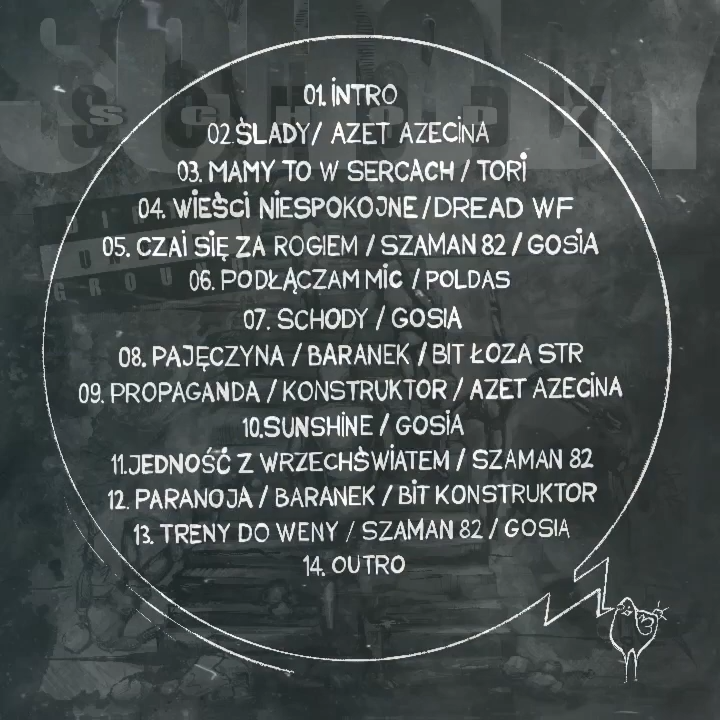 SCHODY
SCHODY
GROUP
01. INTRO
02. ŚLADY / AZET AZECINA
03. MAMY TO W SERCACH / TORI
04. WIEŚCI NIESPOKOJNE / DREAD WF
05. CZAI SIĘ ZA ROGIEM / SZAMAN 82 / GOSIA
06. PODŁĄCZAM MIC / POLDAS
07. SCHODY / GOSIA
08. PAJĘCZYNA / BARANEK / BIT ŁOZA STR
09. PROPAGANDA / KONSTRUKTOR / AZET AZECINA
10. SUNSHINE / GOSIA
11. JEDNOŚĆ Z WRZECHŚWIATEM / SZAMAN 82
12. PARANOJA / BARANEK / BIT KONSTRUKTOR
13. TRENY DO WENY / SZAMAN 82 / GOSIA
14. OUTRO